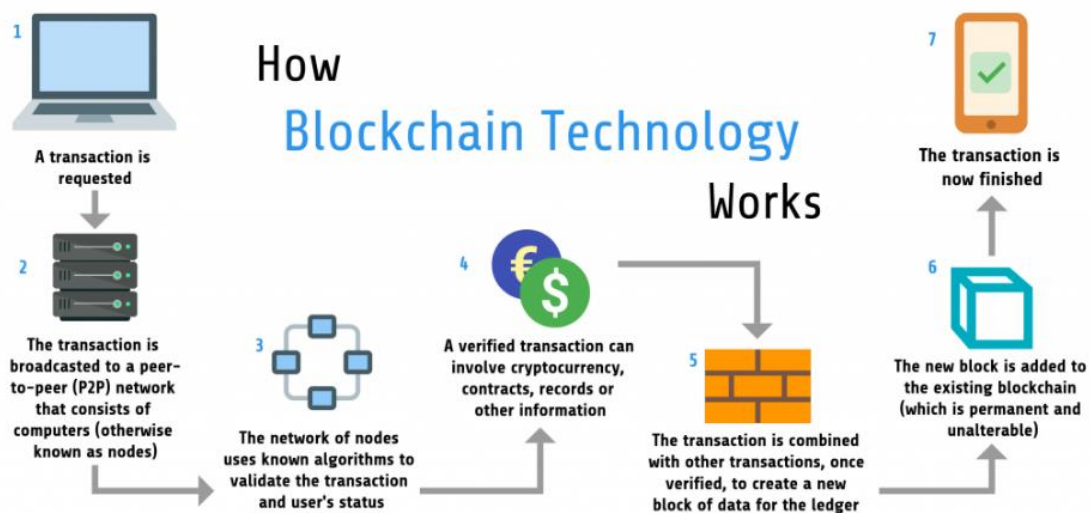 How
Blockchain Technology
Works
1
A transaction is
requested
2
The transaction is
broadcasted to a peer-
to-peer (P2P) network
that consists of
computers (otherwise
known as nodes)
3
The network of nodes
uses known algorithms to
validate the transaction
and user's status
4
€
$
A verified transaction can
involve cryptocurrency,
contracts, records or
other information
5
The transaction is combined
with other transactions, once
verified, to create a new
block of data for the ledger
6
The new block is added to
the existing blockchain
(which is permanent and
unalterable)
7
The transaction is
now finished